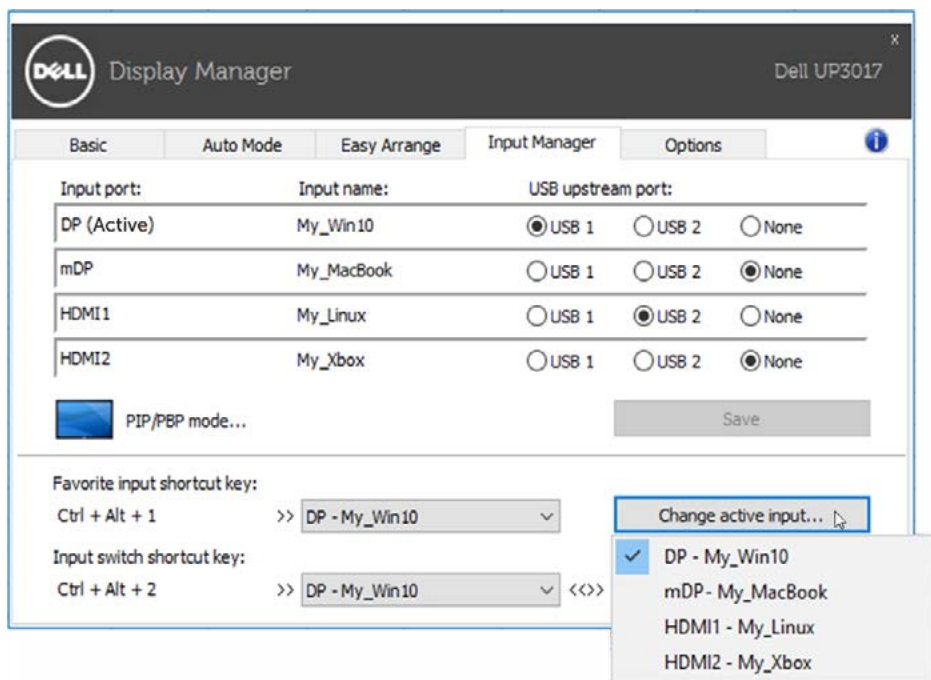 x
DELL Display Manager Dell UP3017
Basic Auto Mode Easy Arrange Input Manager Options i
Input port: Input name: USB upstream port:
DP (Active) My_Win10 USB 1 USB 2 None
mDP My_MacBook USB 1 USB 2 None
HDMI1 My_Linux USB 1 USB 2 None
HDMI2 My_Xbox USB 1 USB 2 None
PIP/PBP mode... Save
Favorite input shortcut key:
Ctrl + Alt + 1 >> DP - My_Win10 Change active input...
Input switch shortcut key:
Ctrl + Alt + 2 >> DP - My_Win10 <<>>
DP - My_Win10
mDP- My_MacBook
HDMI1 - My_Linux
HDMI2 - My_Xbox